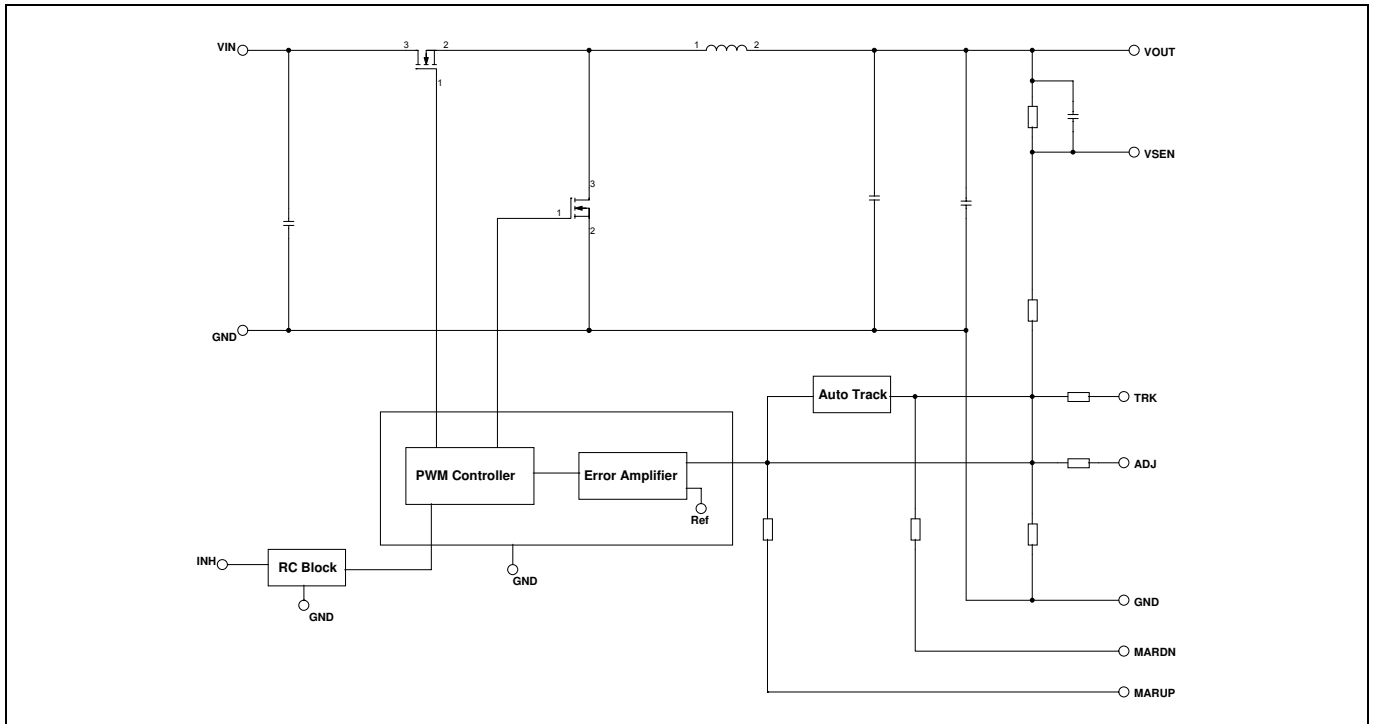 VIN
3
2
1
1
2
VOUT
VSEN
3
1
2
GND
Auto Track
TRK
PWM Controller
Error Amplifier
ADJ
Ref
INH
RC Block
GND
GND
GND
MARDN
MARUP